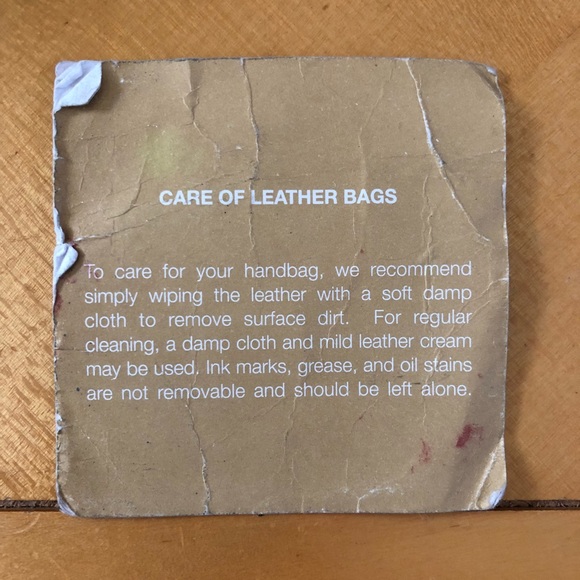 CARE OF LEATHER BAGS
To care for your handbag, we recommend
simply wiping the leather with a soft damp
cloth to remove surface dirt. For regular
cleaning, a damp cloth and mild leather cream
may be used. Ink marks, grease, and oil stains
are not removable and should be left alone.